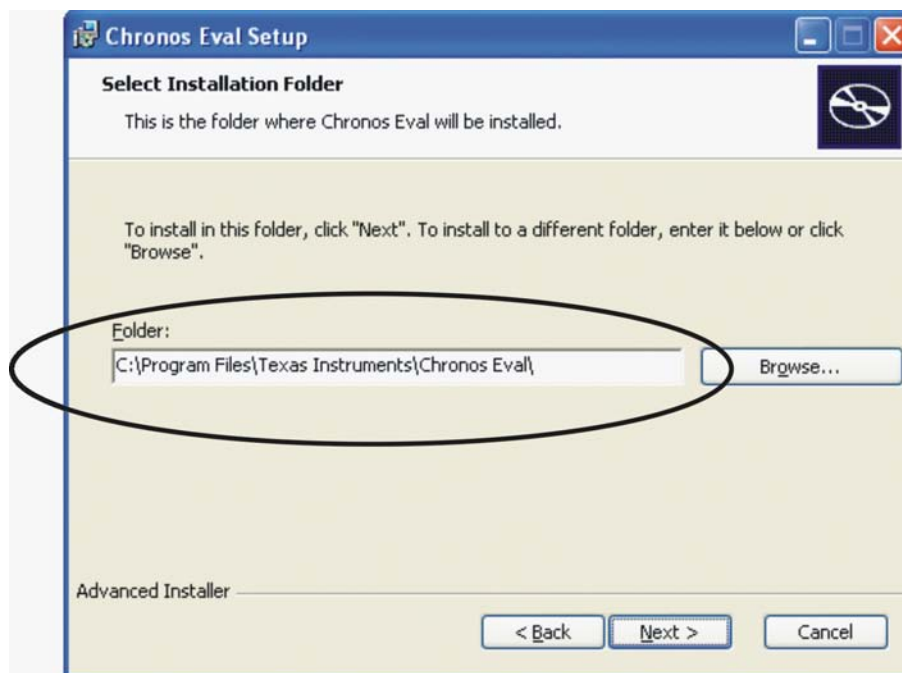 Chronos Eval Setup
Select Installation Folder
This is the folder where Chronos Eval will be installed.
To install in this folder, click "Next". To install to a different folder, enter it below or click
"Browse".
Folder:
C:\Program Files\Texas Instruments\Chronos Eval\
Browse...
Advanced Installer
< Back
Next >
Cancel